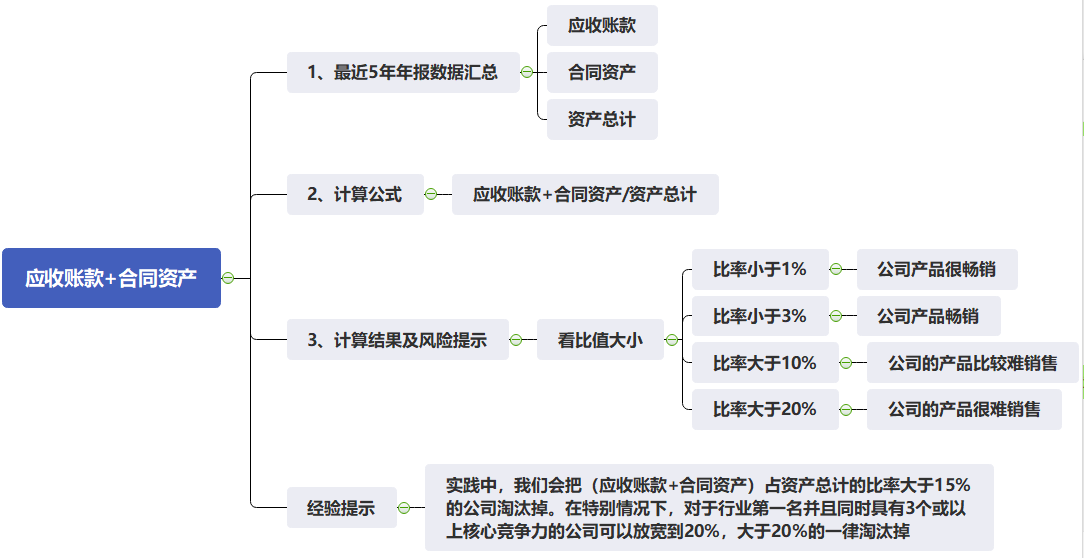 应收账款+合同资产
1、最近5年年报数据汇总
应收账款
合同资产
资产总计
2、计算公式
应收账款+合同资产/资产总计
3、计算结果及风险提示
看比值大小
比率小于1%
公司产品很畅销
比率小于3%
公司产品畅销
比率大于10%
公司的产品比较难销售
比率大于20%
公司的产品很难销售
经验提示
实践中，我们会把（应收账款+合同资产）占资产总计的比率大于15%
的公司淘汰掉。在特别情况下，对于行业第一名并且同时具有3个或以
上核心竞争力的公司可以放宽到20%，大于20%的一律淘汰掉